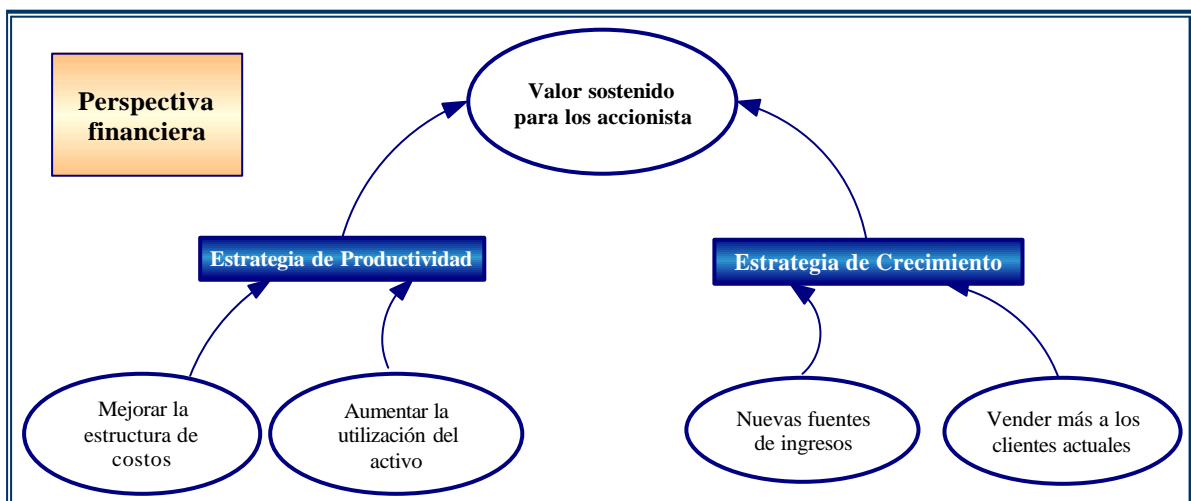 Perspectiva
financiera
Valor sostenido
para los accionista
Estrategia de Productividad
Estrategia de Crecimiento
Mejorar la
estructura de
costos
Aumentar la
utilización del
activo
Nuevas fuentes
de ingresos
Vender más a los
clientes actuales